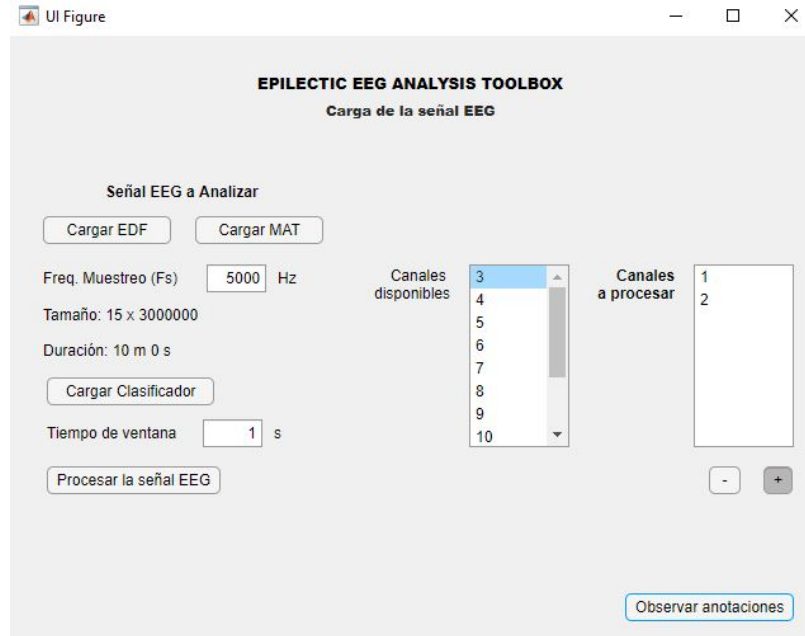 UI Figure
EPILECTIC EEG ANALYSIS TOOLBOX
Carga de la señal EEG
Señal EEG a Analizar
Cargar EDF
Cargar MAT
Freq. Muestreo (Fs) 5000 Hz
Tamaño: 15 x 3000000
Duración: 10 m 0 s
Cargar Clasificador
Tiempo de ventana 1 s
Procesar la señal EEG
Canales
disponibles
3
4
5
6
7
8
9
10
Canales
a procesar
1
2
-
+
Observar anotaciones